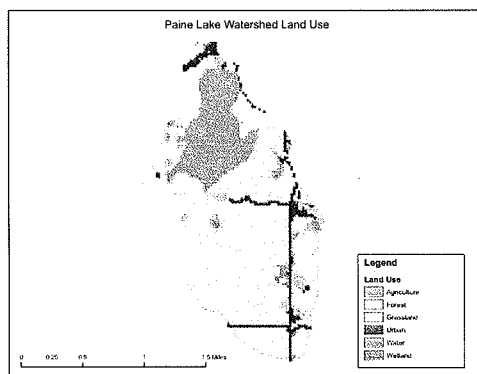 Paine Lake Watershed Land Use
Legend
Land Use
Agriculture
Forest
Grassland
Urban
Water
Wetland
0 0.25 0.5 1 1.5 Miles